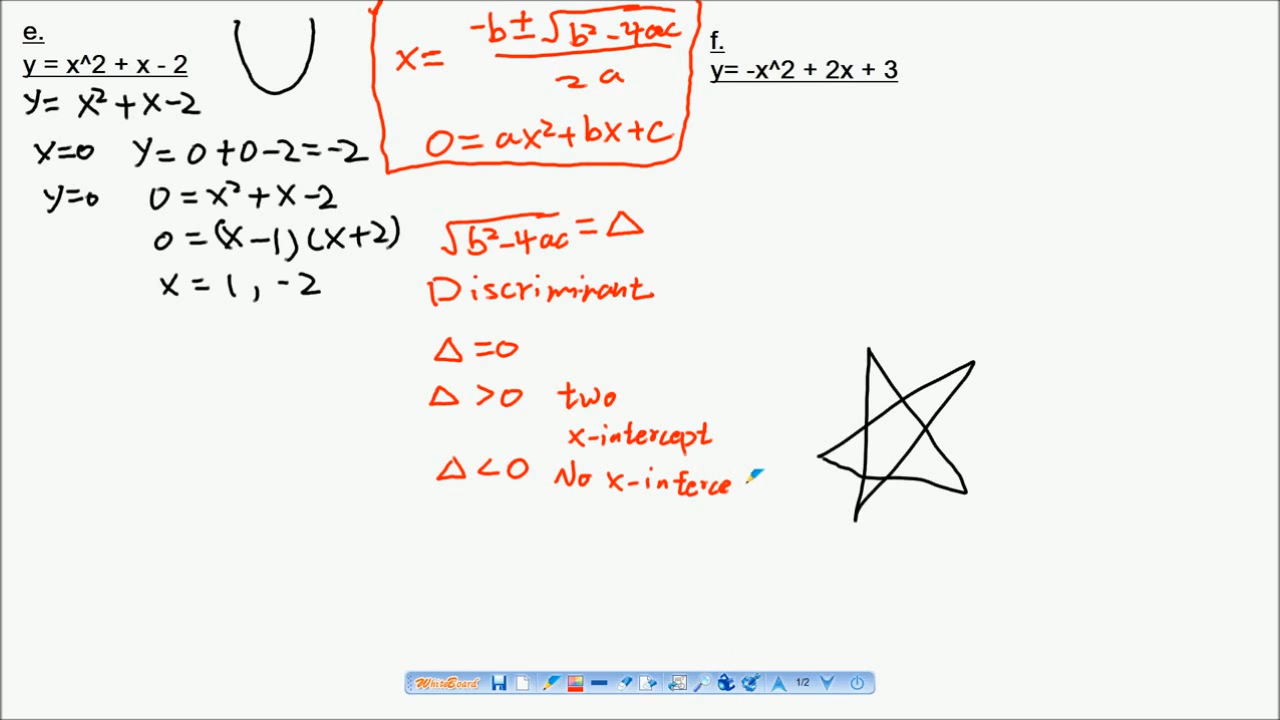 e.
y = x^2 + x - 2
y= x²+x-2
x=0 y= 0+0-2=-2
y=0 0=x²+x-2
0=(x-1)(x+2)
x=1,-2
x= -b±√b²-4ac / 2a
0=ax²+bx+c
√b²-4ac=Δ
Discriminant
Δ=0
Δ>0 two
x-intercept
Δ<0 No x-interce
f.
y= -x^2 + 2x + 3
WhiteBoard
1/2